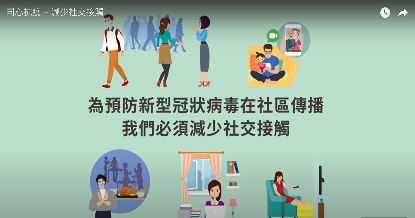 同心抗疫 - 減少社交接觸
為預防新型冠狀病毒在社區傳播
我們必須減少社交接觸